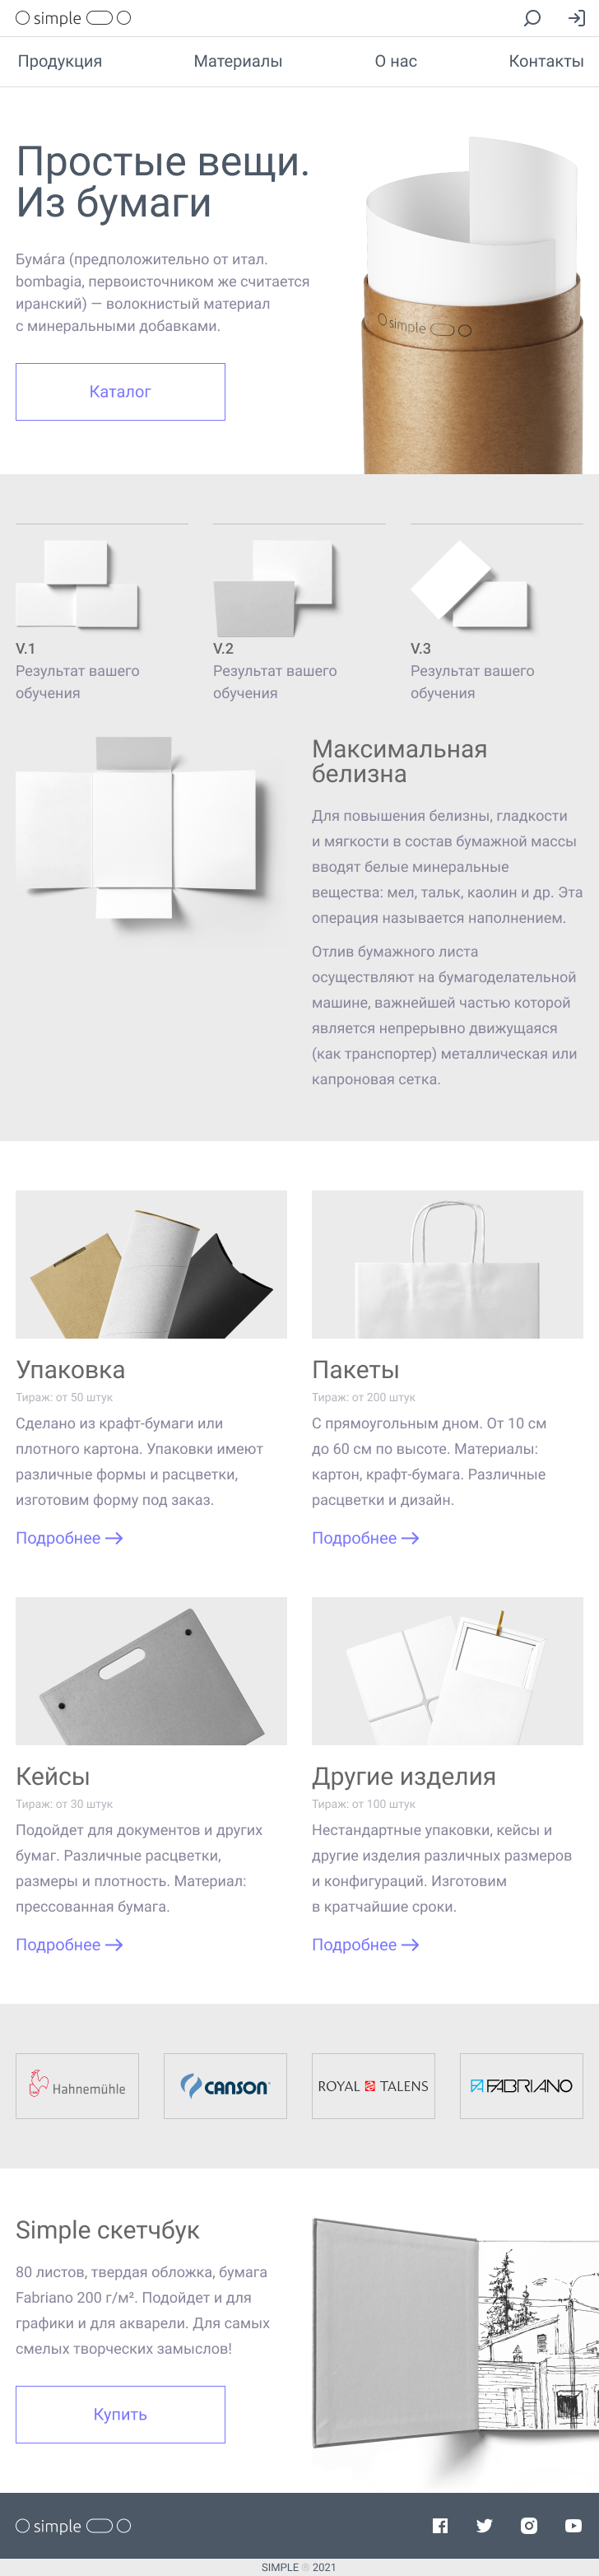 simple
Продукция Материалы О нас Контакты
Простые вещи.
Из бумаги
Бума́га (предположительно от итал.
bombagia, первоисточником же считается
иранский) — волокнистый материал
с минеральными добавками.
Каталог
simple
V.1
Результат вашего
обучения
V.2
Результат вашего
обучения
V.3
Результат вашего
обучения
Максимальная
белизна
Для повышения белизны, гладкости
и мягкости в состав бумажной массы
вводят белые минеральные
вещества: мел, тальк, каолин и др. Эта
операция называется наполнением.
Отлив бумажного листа
осуществляют на бумагоделательной
машине, важнейшей частью которой
является непрерывно движущаяся
(как транспортер) металлическая или
капроновая сетка.
Упаковка
Тираж: от 50 штук
Сделано из крафт-бумаги или
плотного картона. Упаковки имеют
различные формы и расцветки,
изготовим форму под заказ.
Подробнее
Пакеты
Тираж: от 200 штук
С прямоугольным дном. От 10 см
до 60 см по высоте. Материалы:
картон, крафт-бумага. Различные
расцветки и дизайн.
Подробнее
Кейсы
Тираж: от 30 штук
Подойдет для документов и других
бумаг. Различные расцветки,
размеры и плотность. Материал:
прессованная бумага.
Подробнее
Другие изделия
Тираж: от 100 штук
Нестандартные упаковки, кейсы и
другие изделия различных размеров
и конфигураций. Изготовим
в кратчайшие сроки.
Подробнее
Hahnemühle
CANSON
ROYAL TALENS
FABRIANO
Simple скетчбук
80 листов, твердая обложка, бумага
Fabriano 200 г/м². Подойдет и для
графики и для акварели. Для самых
смелых творческих замыслов!
Купить
simple
SIMPLE ® 2021